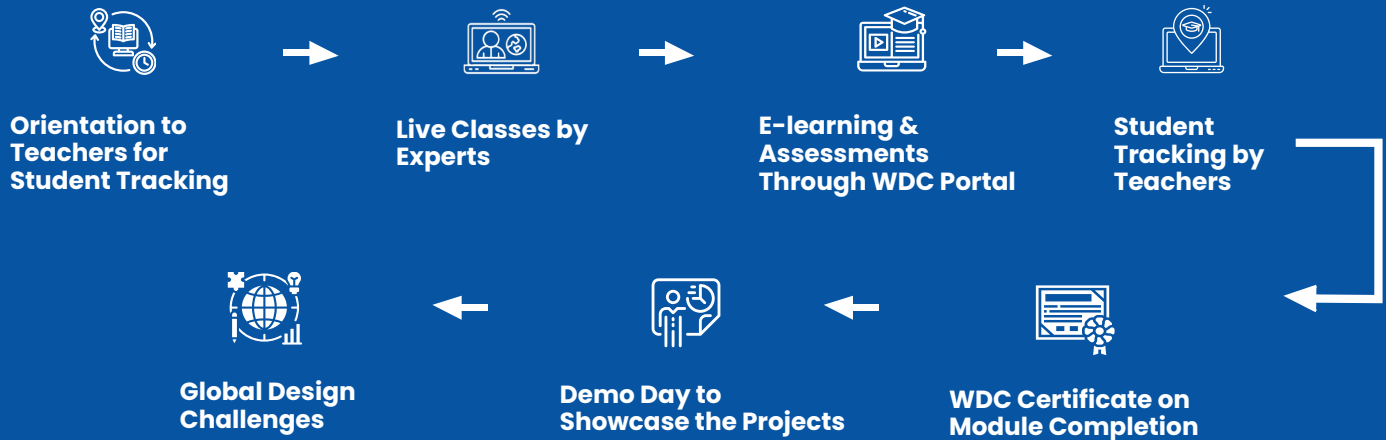 Orientation to
Teachers for
Student Tracking
Live Classes by
Experts
E-learning &
Assessments
Through WDC Portal
Student
Tracking by
Teachers
WDC Certificate on
Module Completion
Demo Day to
Showcase the Projects
Global Design
Challenges